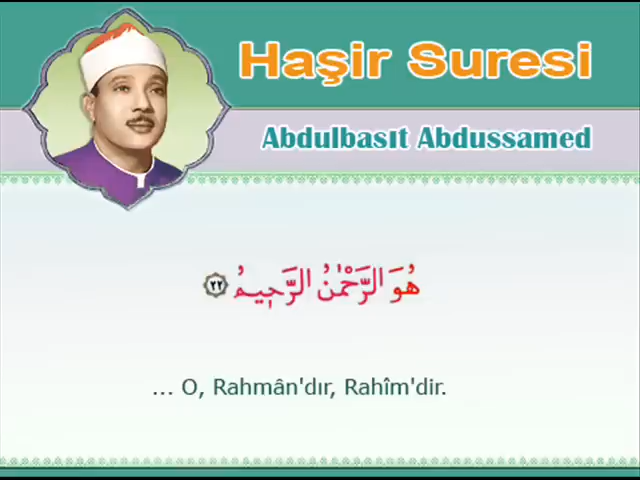 Haşir Suresi
Abdulbasıt Abdussamed
هُوَ الرَّحْمٰنُ الرَّحِيمُ ﴿٢٢﴾
... O, Rahmân'dır, Rahîm'dir.